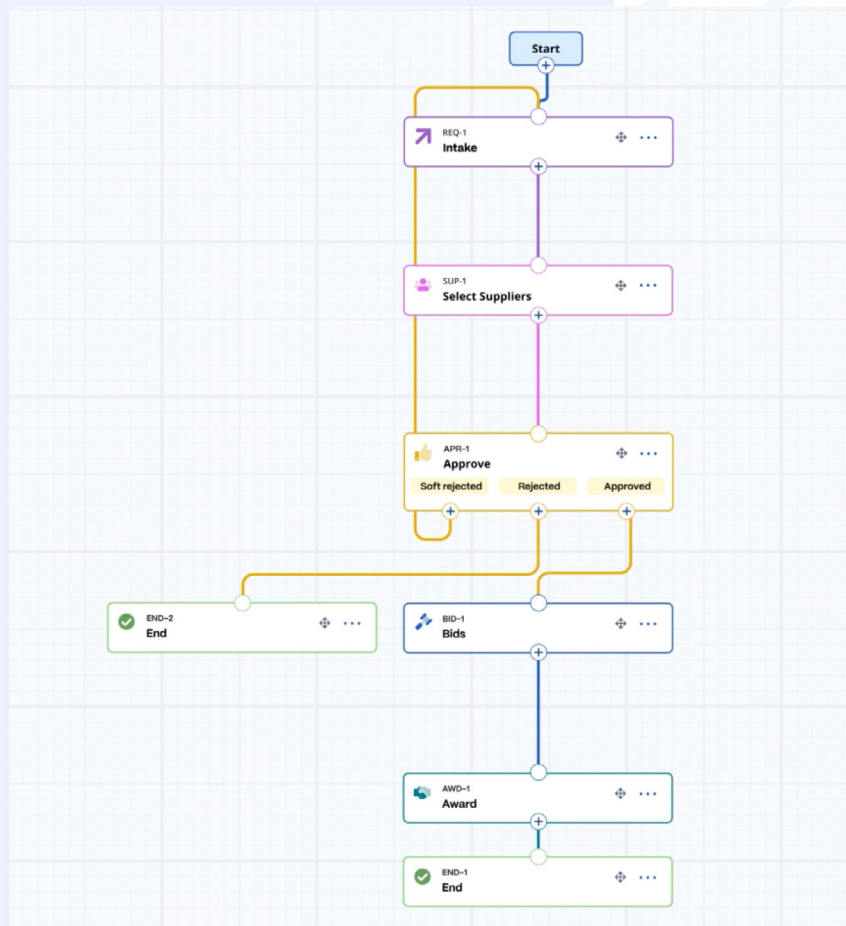 Start
REQ-1
Intake
SUP-1
Select Suppliers
APR-1
Approve
Soft rejected Rejected Approved
END-2
End
BID-1
Bids
AWD-1
Award
END-1
End